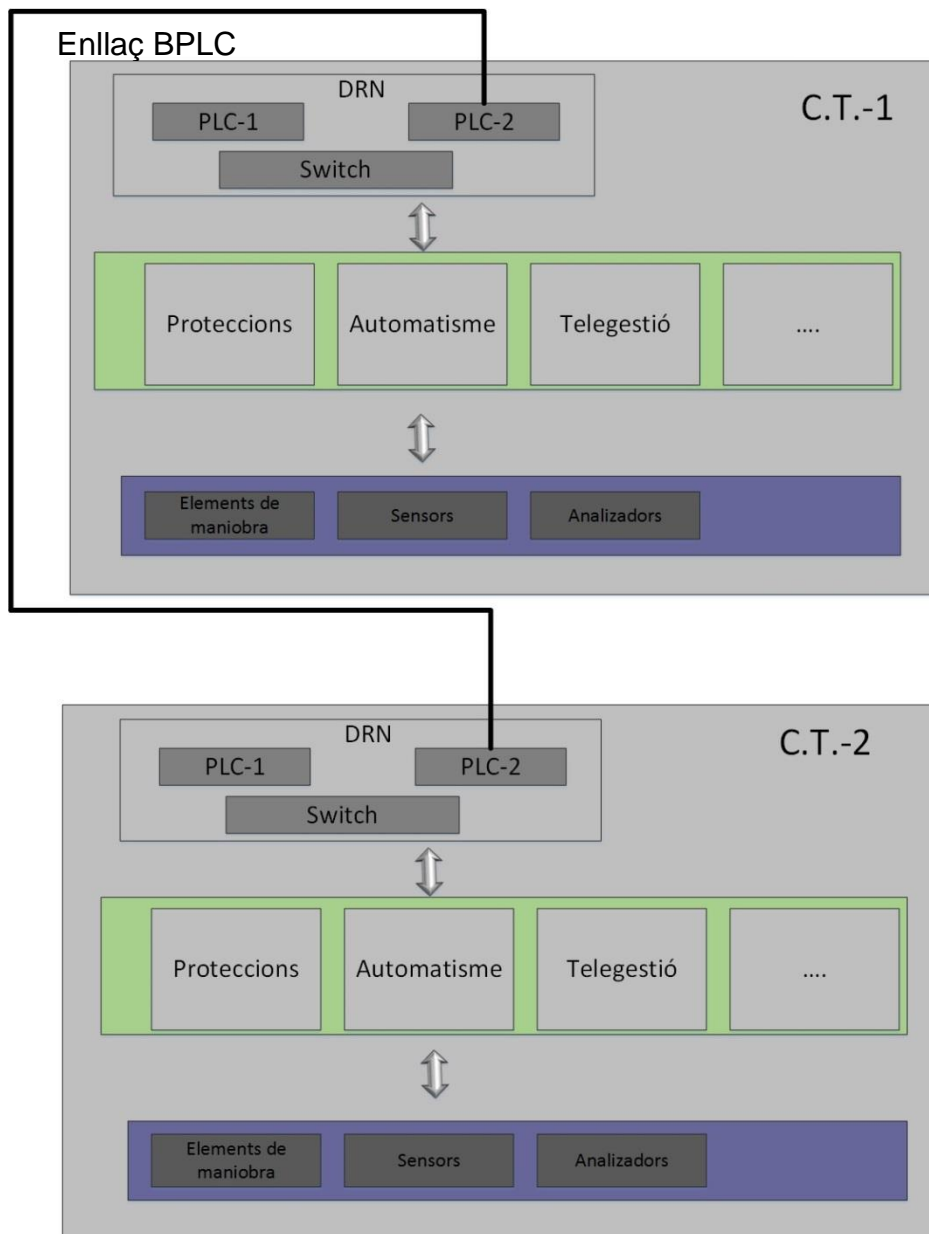 Enllaç BPLC
DRN
C.T.-1
PLC-1
PLC-2
Switch
Proteccions
Automatisme
Telegestió
....
Elements de
maniobra
Sensors
Analizadors
DRN
C.T.-2
PLC-1
PLC-2
Switch
Proteccions
Automatisme
Telegestió
....
Elements de
maniobra
Sensors
Analizadors